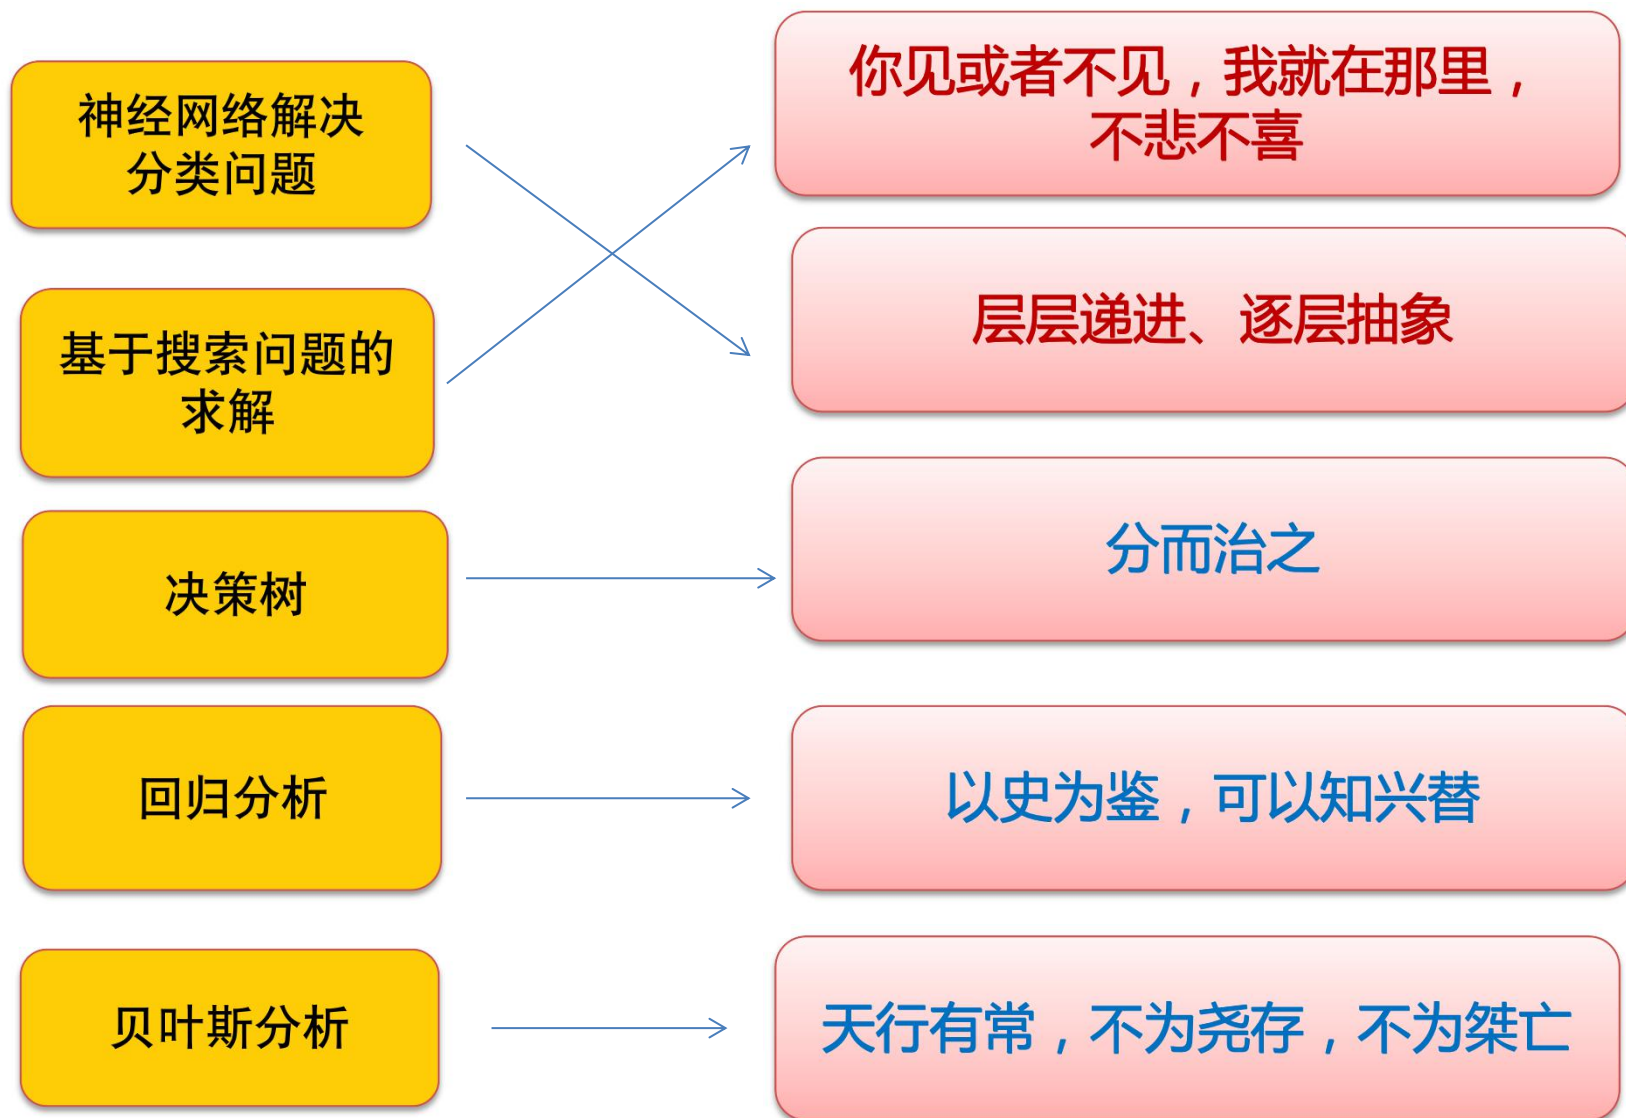 神经网络解决
分类问题
你见或者不见，我就在那里，
不悲不喜
基于搜索问题的
求解
层层递进、逐层抽象
决策树
分而治之
回归分析
以史为鉴，可以知兴替
贝叶斯分析
天行有常，不为尧存，不为桀亡